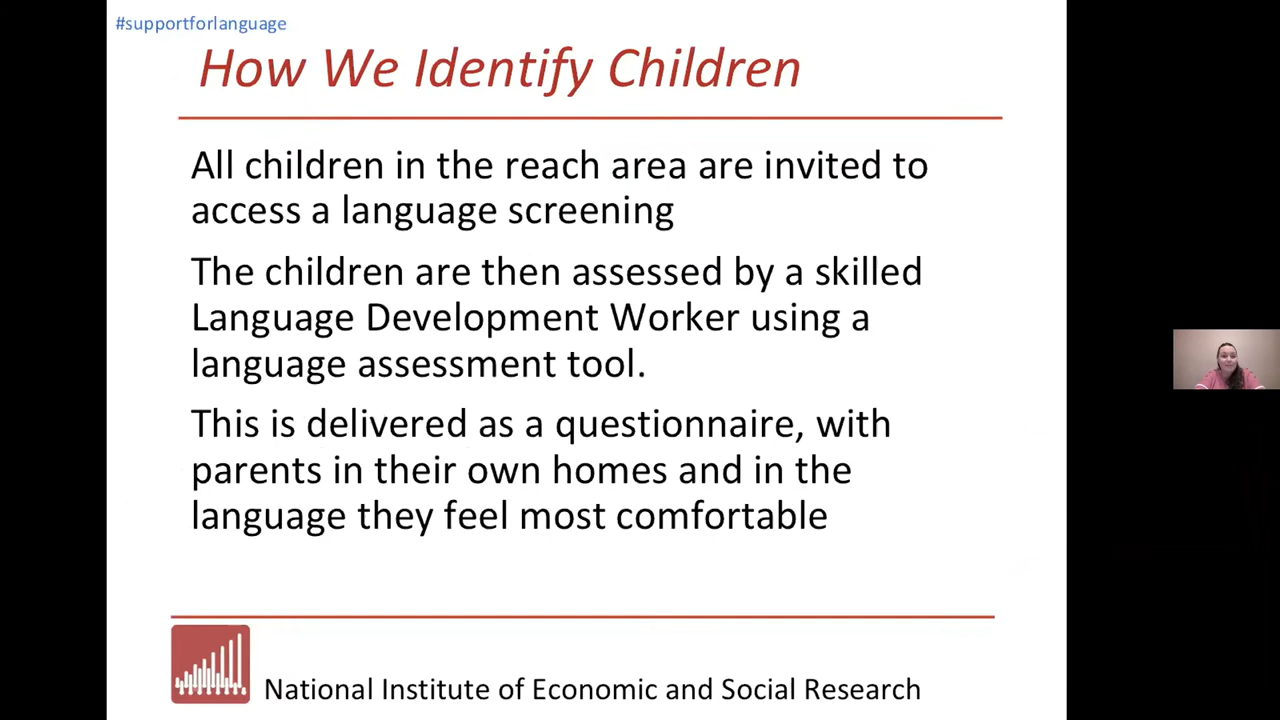 #supportforlanguage
How We Identify Children
All children in the reach area are invited to
access a language screening
The children are then assessed by a skilled
Language Development Worker using a
language assessment tool.
This is delivered as a questionnaire, with
parents in their own homes and in the
language they feel most comfortable
National Institute of Economic and Social Research